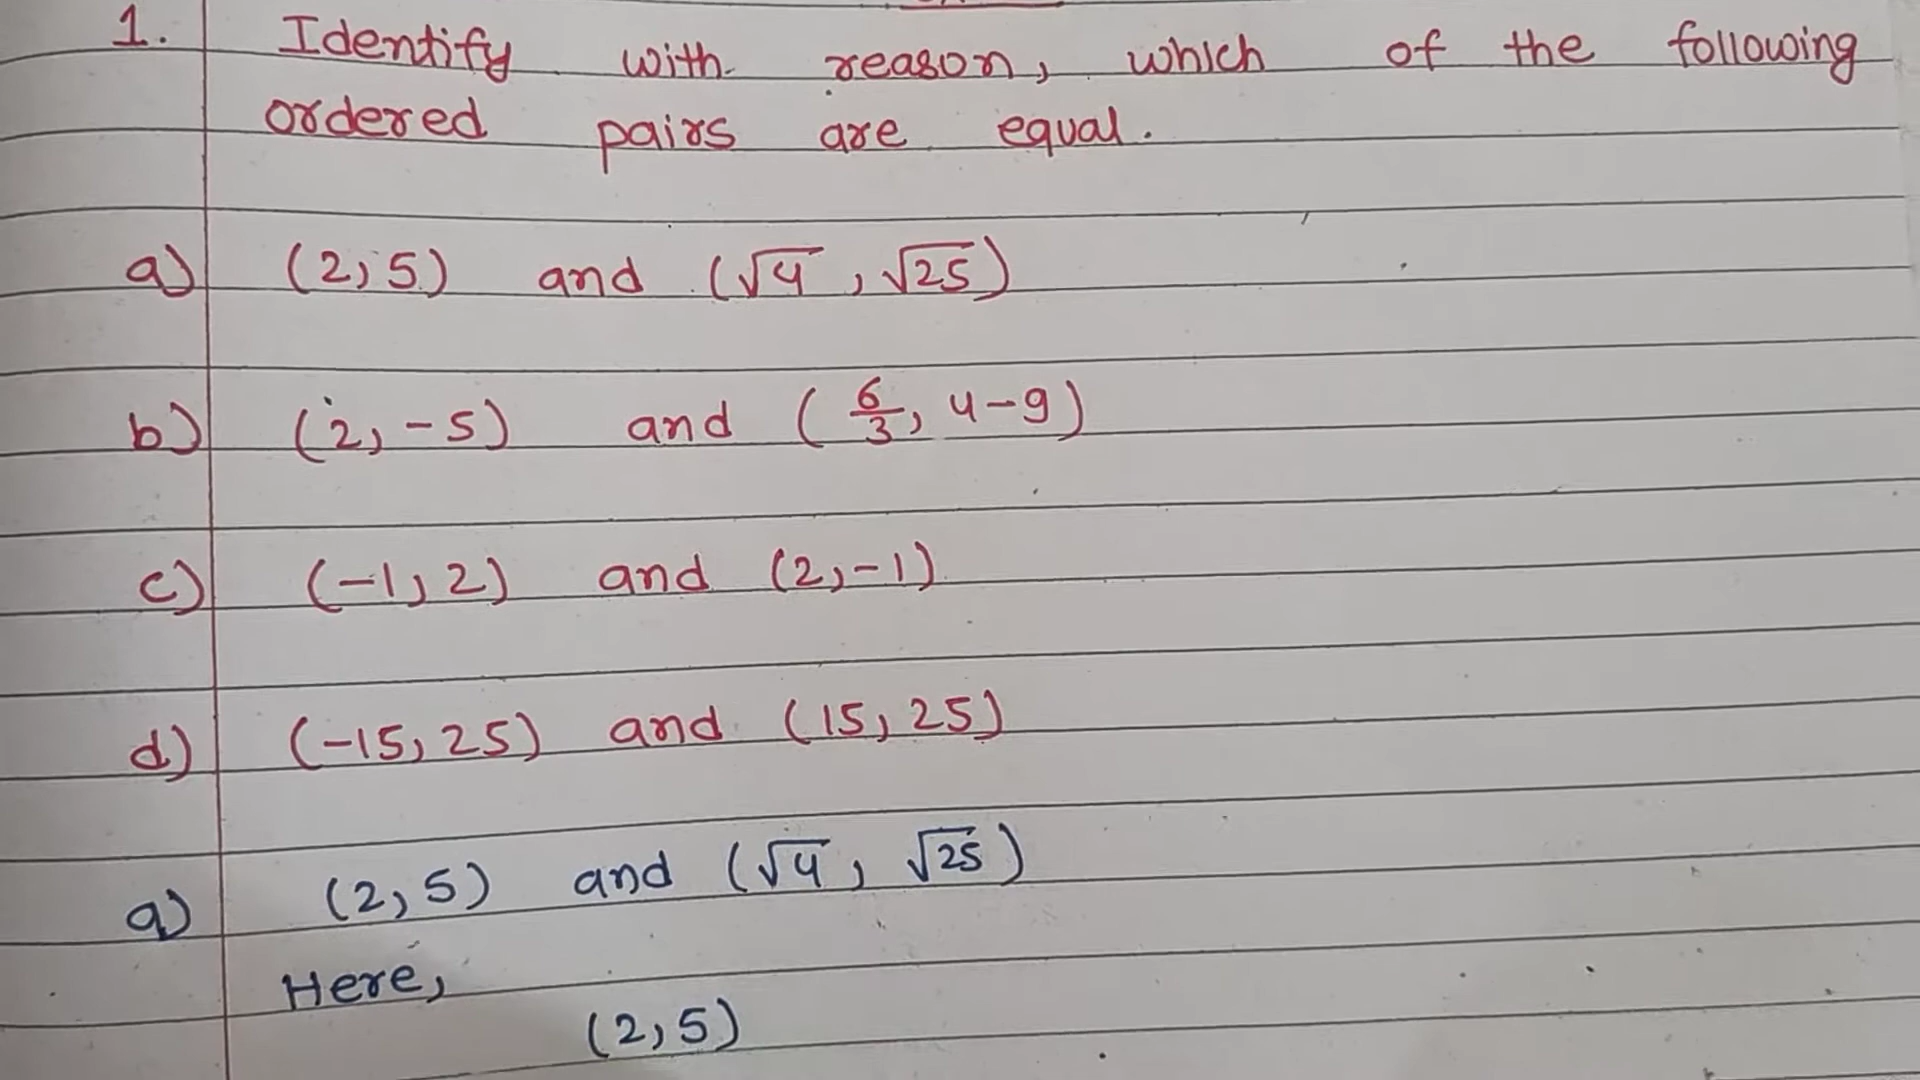 1. Identify with reason, which of the following
ordered pairs are equal.
a) (2,5) and (√4, √25)
b) (2, -5) and (6/3, 4-9)
c) (-1, 2) and (2, -1)
d) (-15, 25) and (15, 25)
a) (2, 5) and (√4, √25)
Here,
(2, 5)